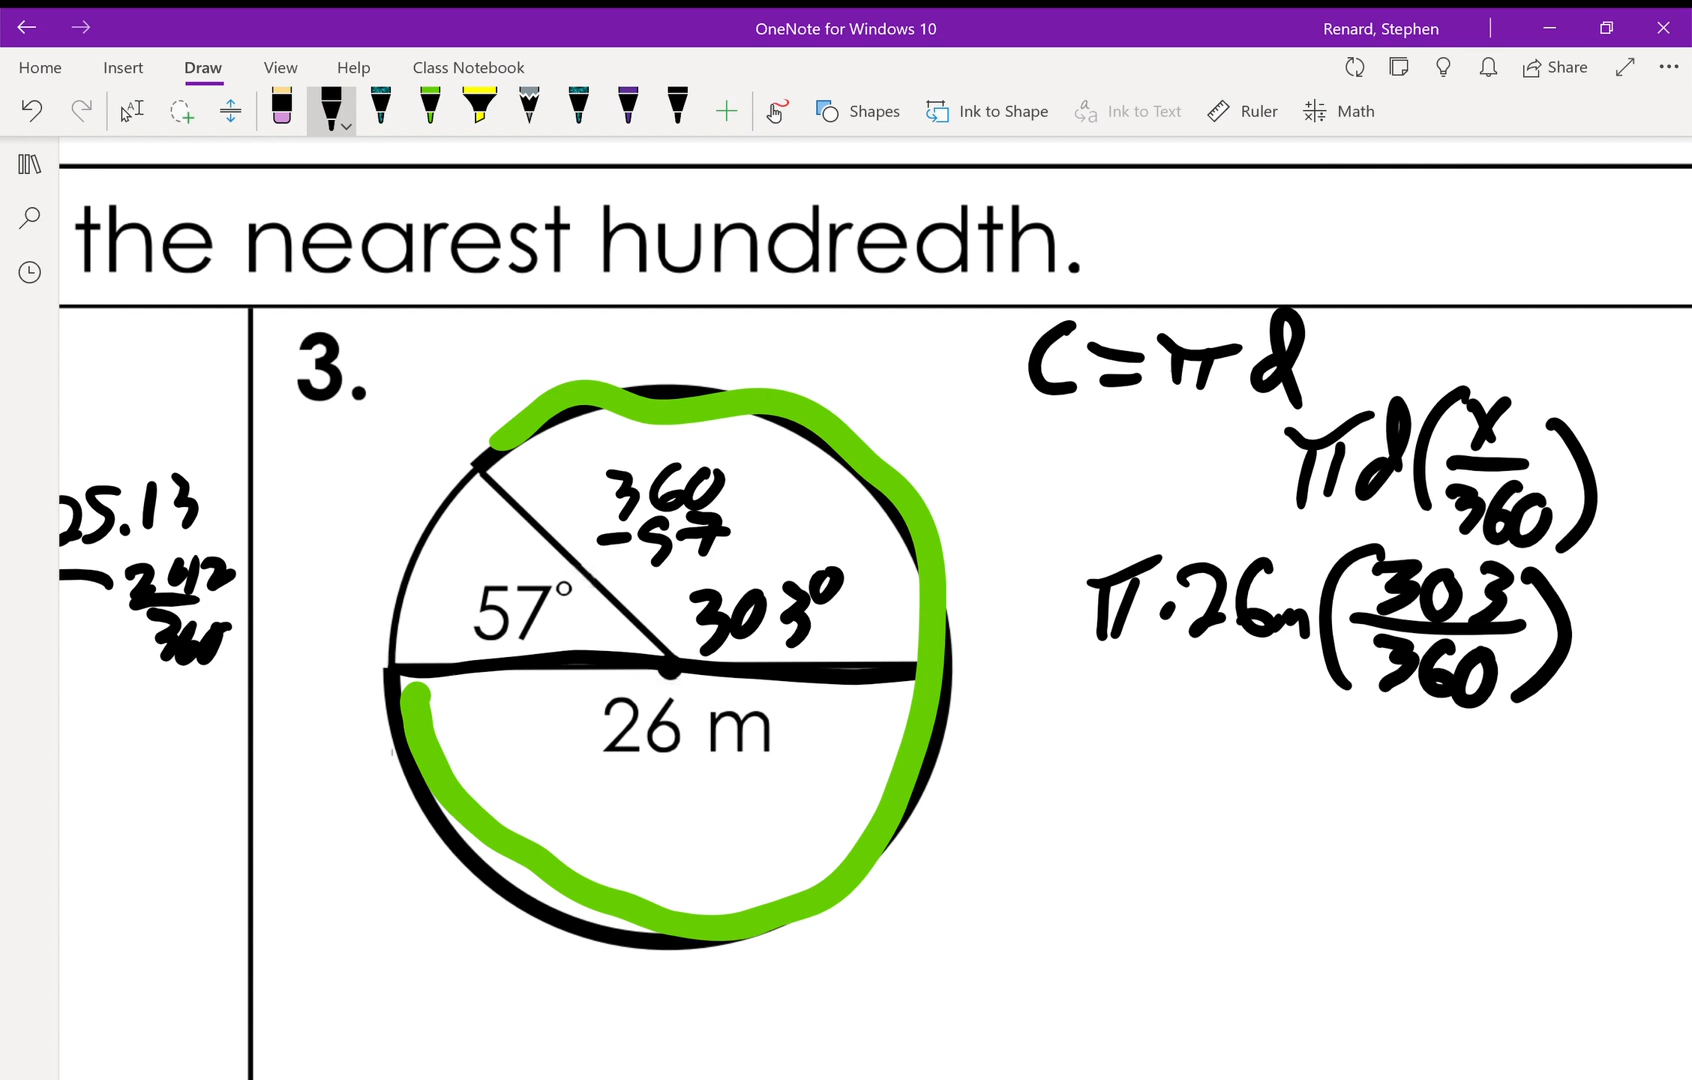 OneNote for Windows 10
Renard, Stephen
Home Insert Draw View Help Class Notebook
Share
Shapes Ink to Shape Ink to Text Ruler Math
the nearest hundredth.
3.
C = π d
π d (x/360)
360
- 57
303°
57°
26 m
π · 26m (303/360)
25.13
242
360